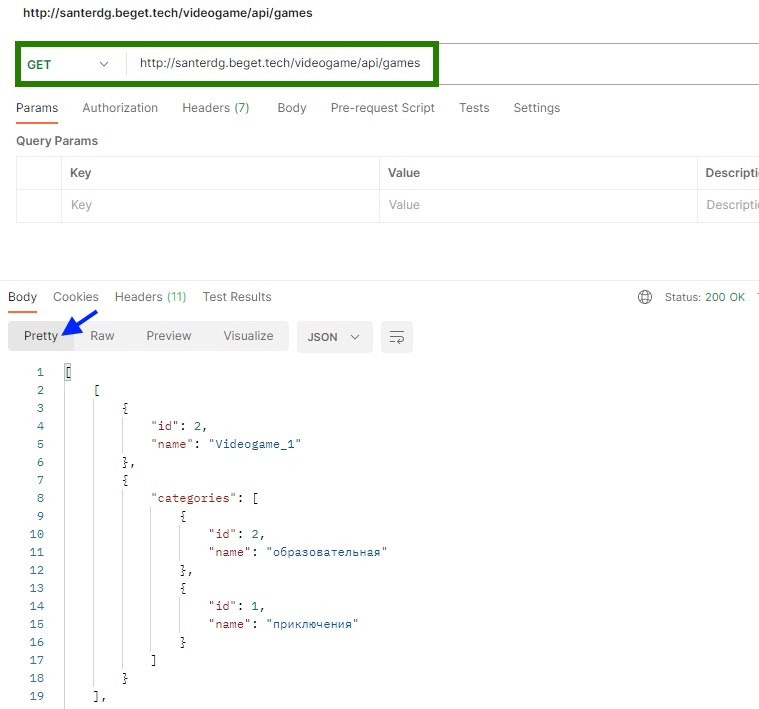 http://santerdg.beget.tech/videogame/api/games
GET http://santerdg.beget.tech/videogame/api/games
Params Authorization Headers (7) Body Pre-request Script Tests Settings
Query Params
Key Value Descripti
Key Value Descripti
Body Cookies Headers (11) Test Results Status: 200 OK
Pretty Raw Preview Visualize JSON
1 [
2 [
3 {
4 "id": 2,
5 "name": "Videogame_1"
6 },
7 {
8 "categories": [
9 {
10 "id": 2,
11 "name": "образовательная"
12 },
13 {
14 "id": 1,
15 "name": "приключения"
16 }
17 ]
18 }
19 ],